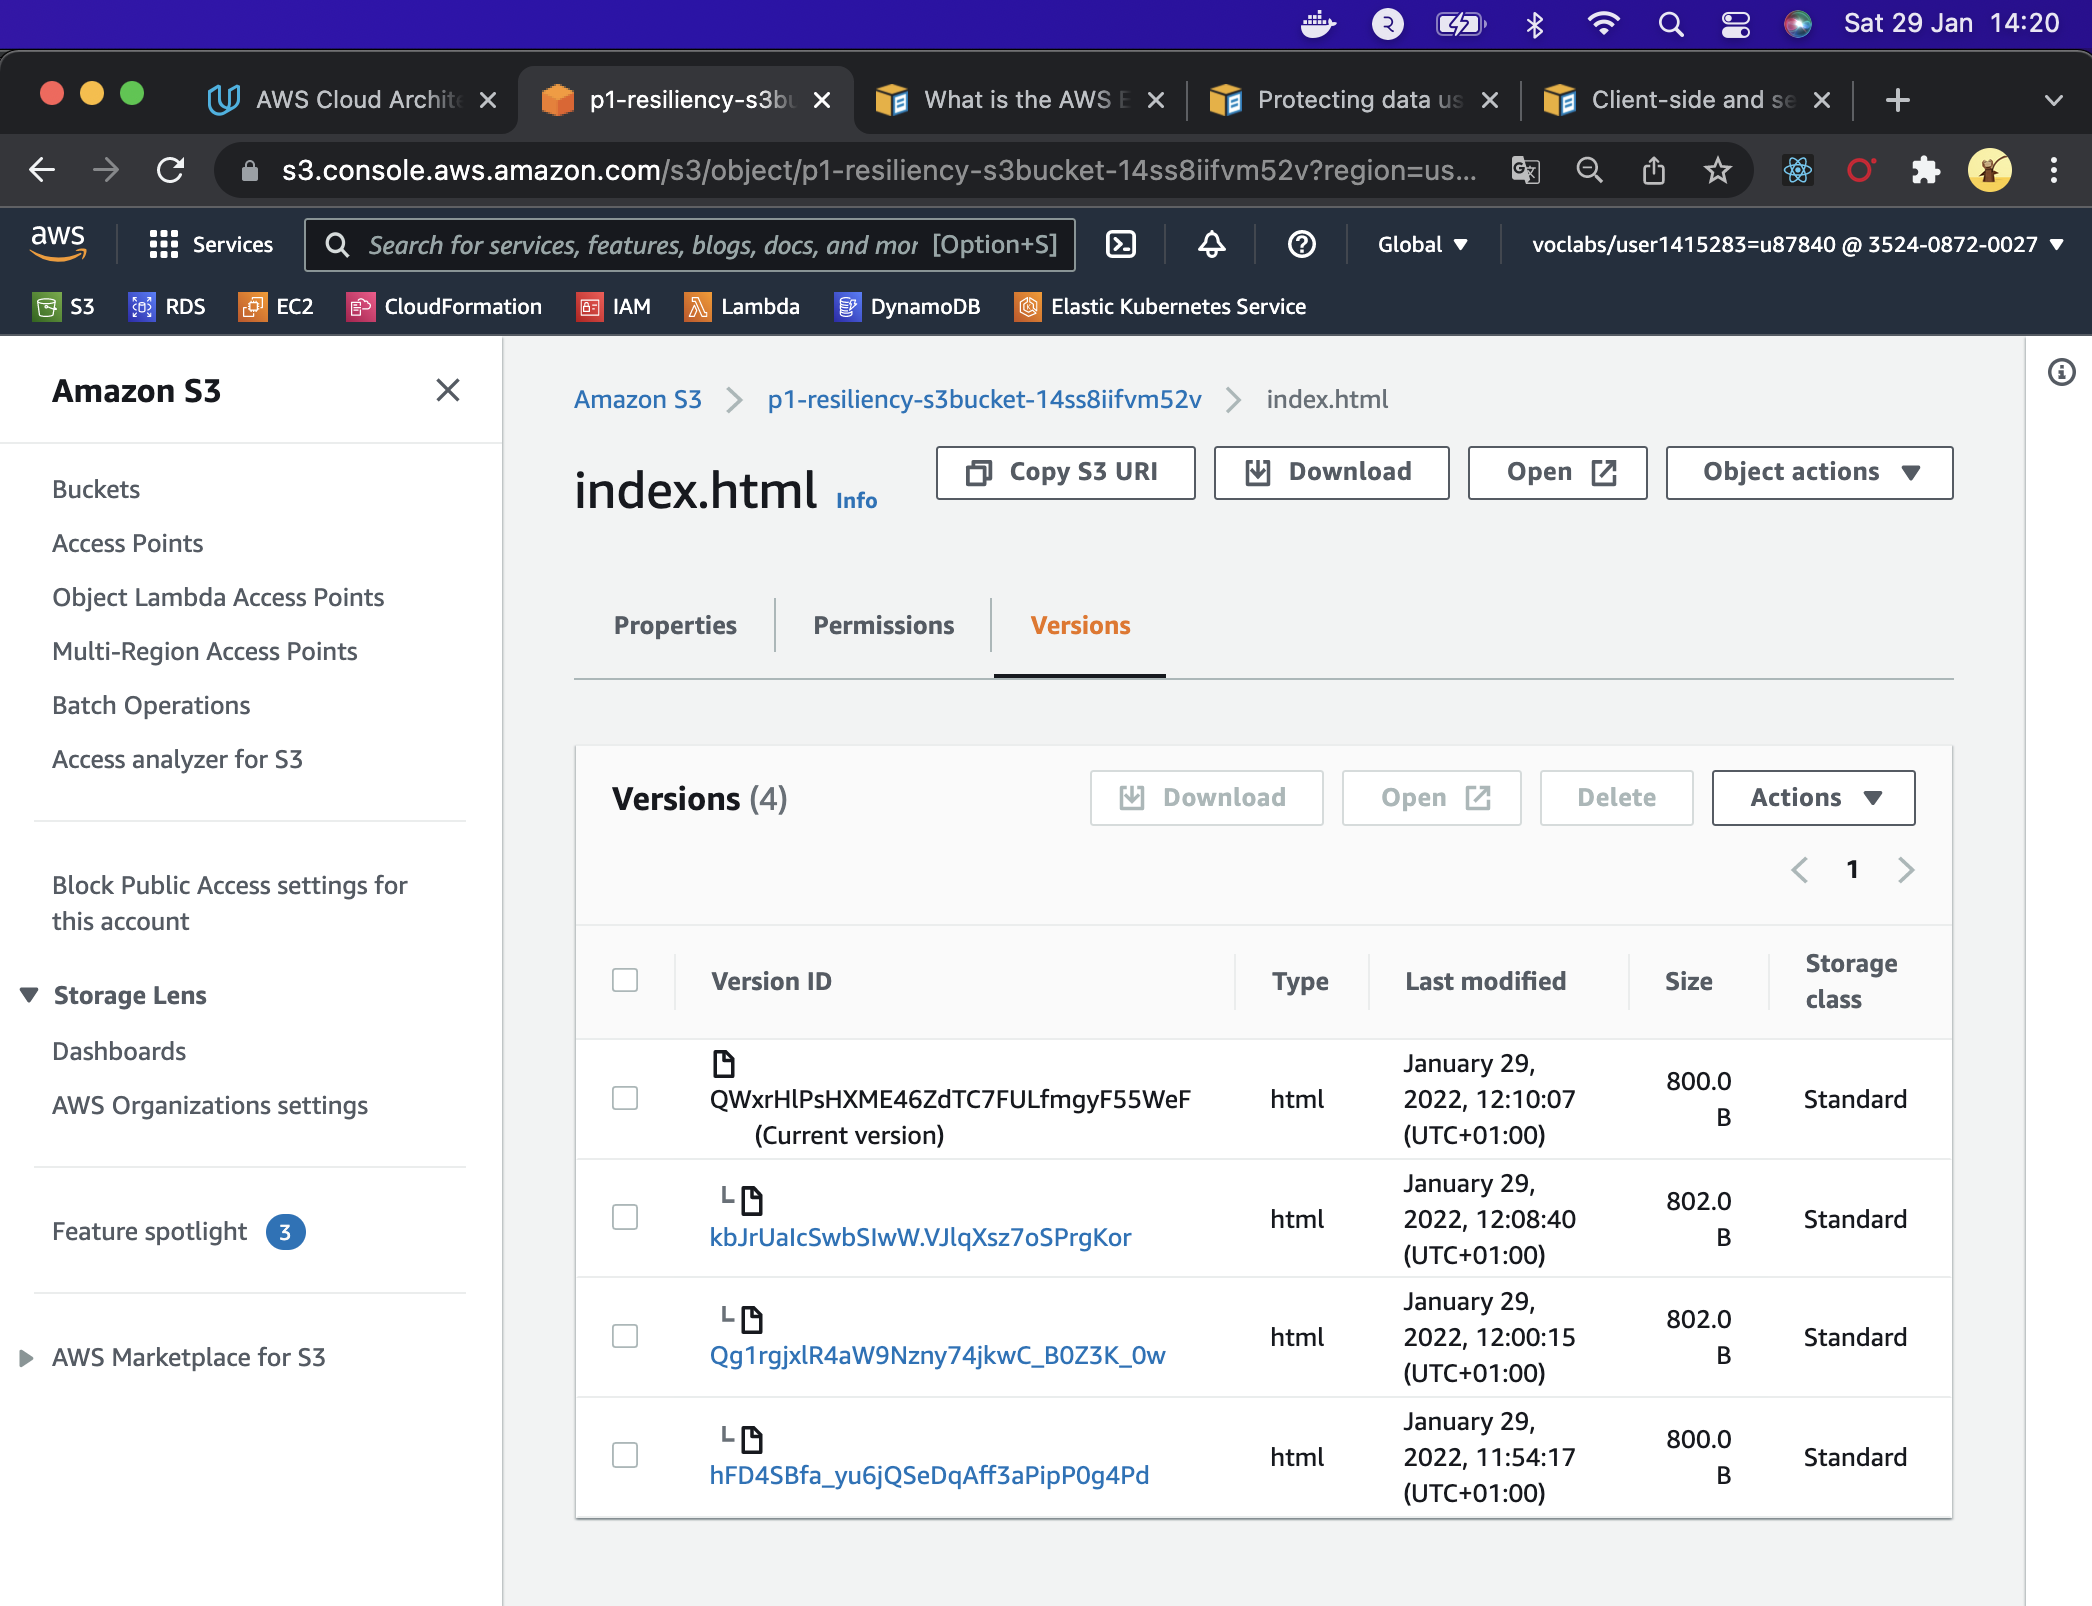 Sat 29 Jan 14:20
AWS Cloud Archite
p1-resiliency-s3bu
What is the AWS E
Protecting data us
Client-side and se
s3.console.aws.amazon.com/s3/object/p1-resiliency-s3bucket-14ss8iifvm52v?region=us...
aws
Services
Search for services, features, blogs, docs, and mor [Option+S]
Global
voclabs/user1415283=u87840 @ 3524-0872-0027
S3 RDS EC2 CloudFormation IAM Lambda DynamoDB Elastic Kubernetes Service
Amazon S3
Buckets
Access Points
Object Lambda Access Points
Multi-Region Access Points
Batch Operations
Access analyzer for S3
Block Public Access settings for
this account
Storage Lens
Dashboards
AWS Organizations settings
Feature spotlight 3
AWS Marketplace for S3
Amazon S3 p1-resiliency-s3bucket-14ss8iifvm52v index.html
index.html Info
Copy S3 URI Download Open Object actions
Properties Permissions Versions
Versions (4)
Download Open Delete Actions
1
Version ID Type Last modified Size Storage
class
QWxrHlPsHXME46ZdTC7FULfmgyF55WeF
(Current version)
html
January 29,
2022, 12:10:07
(UTC+01:00)
800.0
B
Standard
kbJrUaIcSwbSIwW.VJlqXsz7oSPrgKor
html
January 29,
2022, 12:08:40
(UTC+01:00)
802.0
B
Standard
Qg1rgjxlR4aW9Nzny74jkwC_B0Z3K_0w
html
January 29,
2022, 12:00:15
(UTC+01:00)
802.0
B
Standard
hFD4SBfa_yu6jQSeDqAff3aPipP0g4Pd
html
January 29,
2022, 11:54:17
(UTC+01:00)
800.0
B
Standard